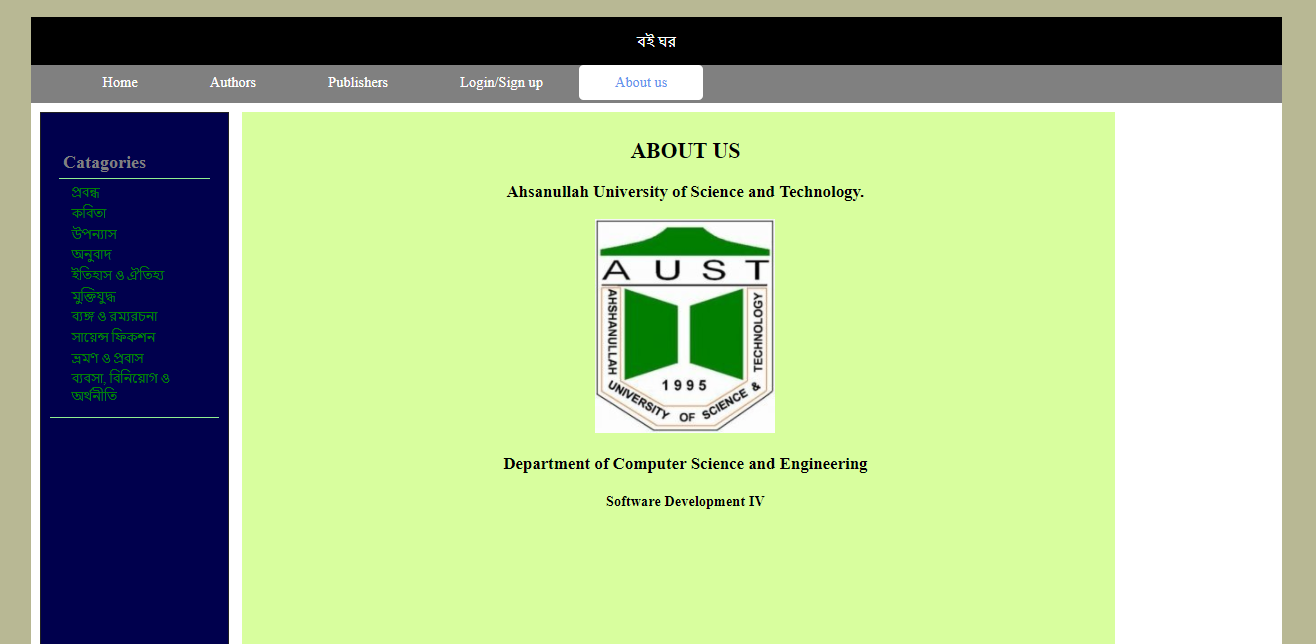 বই ঘর
Home Authors Publishers Login/Sign up About us
Catagories
প্রবন্ধ
কবিতা
উপন্যাস
অনুবাদ
ইতিহাস ও ঐতিহ্য
মুক্তিযুদ্ধ
ব্যঙ্গ ও রম্যরচনা
সায়েন্স ফিকশন
ভ্রমণ ও প্রবাস
ব্যবসা, বিনিয়োগ ও
অর্থনীতি
ABOUT US
Ahsanullah University of Science and Technology.
AUST
AHSHANULLAH
UNIVERSITY OF SCIENCE &
TECHNOLOGY
1995
Department of Computer Science and Engineering
Software Development IV